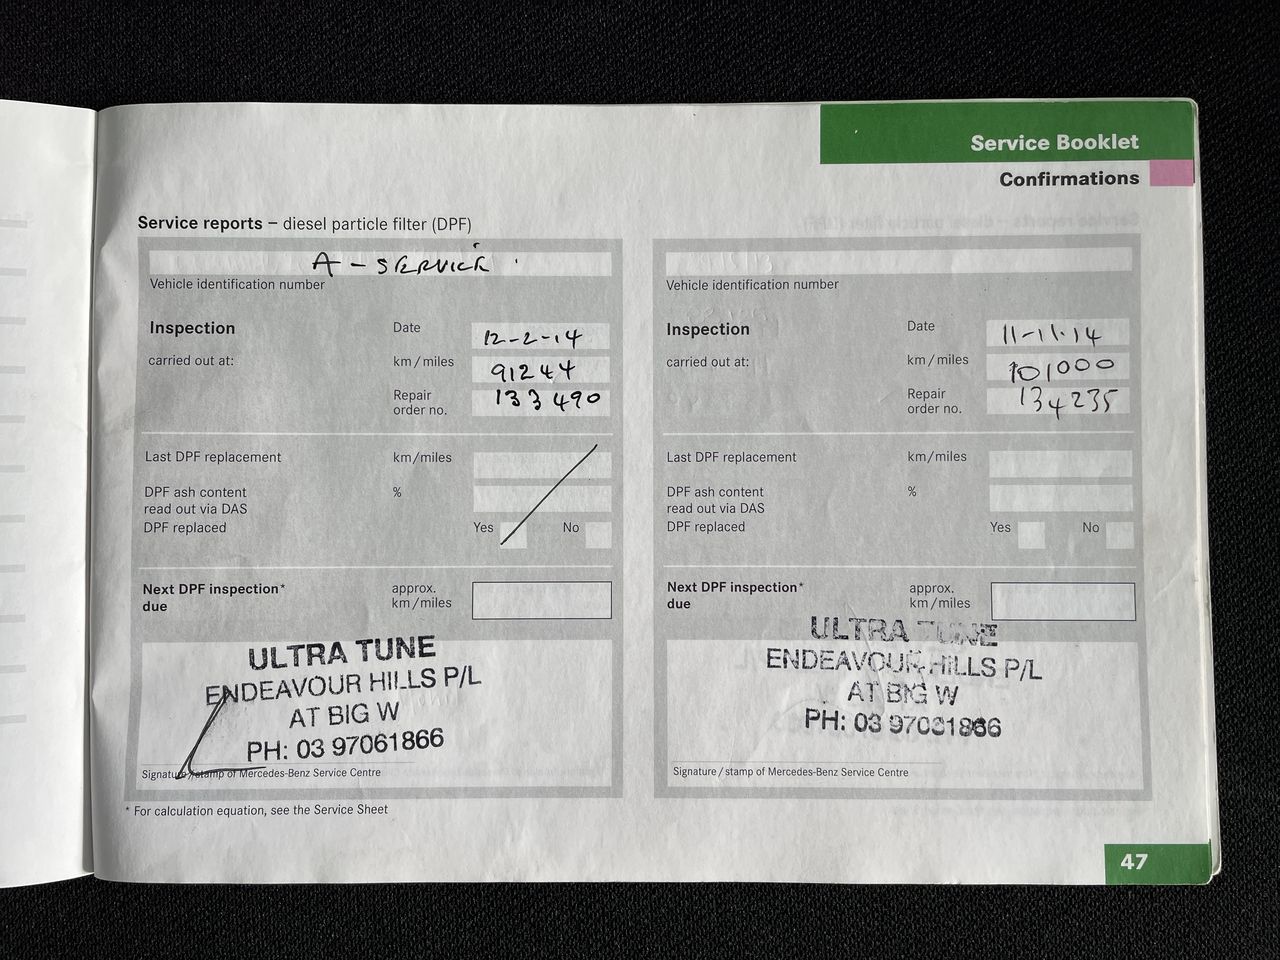 Service Booklet
Confirmations
Service reports – diesel particle filter (DPF)
A - SERVICE
Vehicle identification number
Inspection
carried out at:
Date
12-2-14
km / miles
91244
Repair
order no.
133490
Last DPF replacement
km/miles
DPF ash content
read out via DAS
%
DPF replaced
Yes
No
Next DPF inspection*
due
approx.
km/miles
ULTRA TUNE
ENDEAVOUR HILLS P/L
AT BIG W
PH: 03 97061866
Signature/stamp of Mercedes-Benz Service Centre
* For calculation equation, see the Service Sheet
Vehicle identification number
Inspection
carried out at:
Date
11-11-14
km / miles
101000
Repair
order no.
134235
Last DPF replacement
km/miles
DPF ash content
read out via DAS
%
DPF replaced
Yes
No
Next DPF inspection*
due
approx.
km/miles
ULTRA TUNE
ENDEAVOUR HILLS P/L
AT BIG W
PH: 03 97061866
Signature / stamp of Mercedes-Benz Service Centre
47